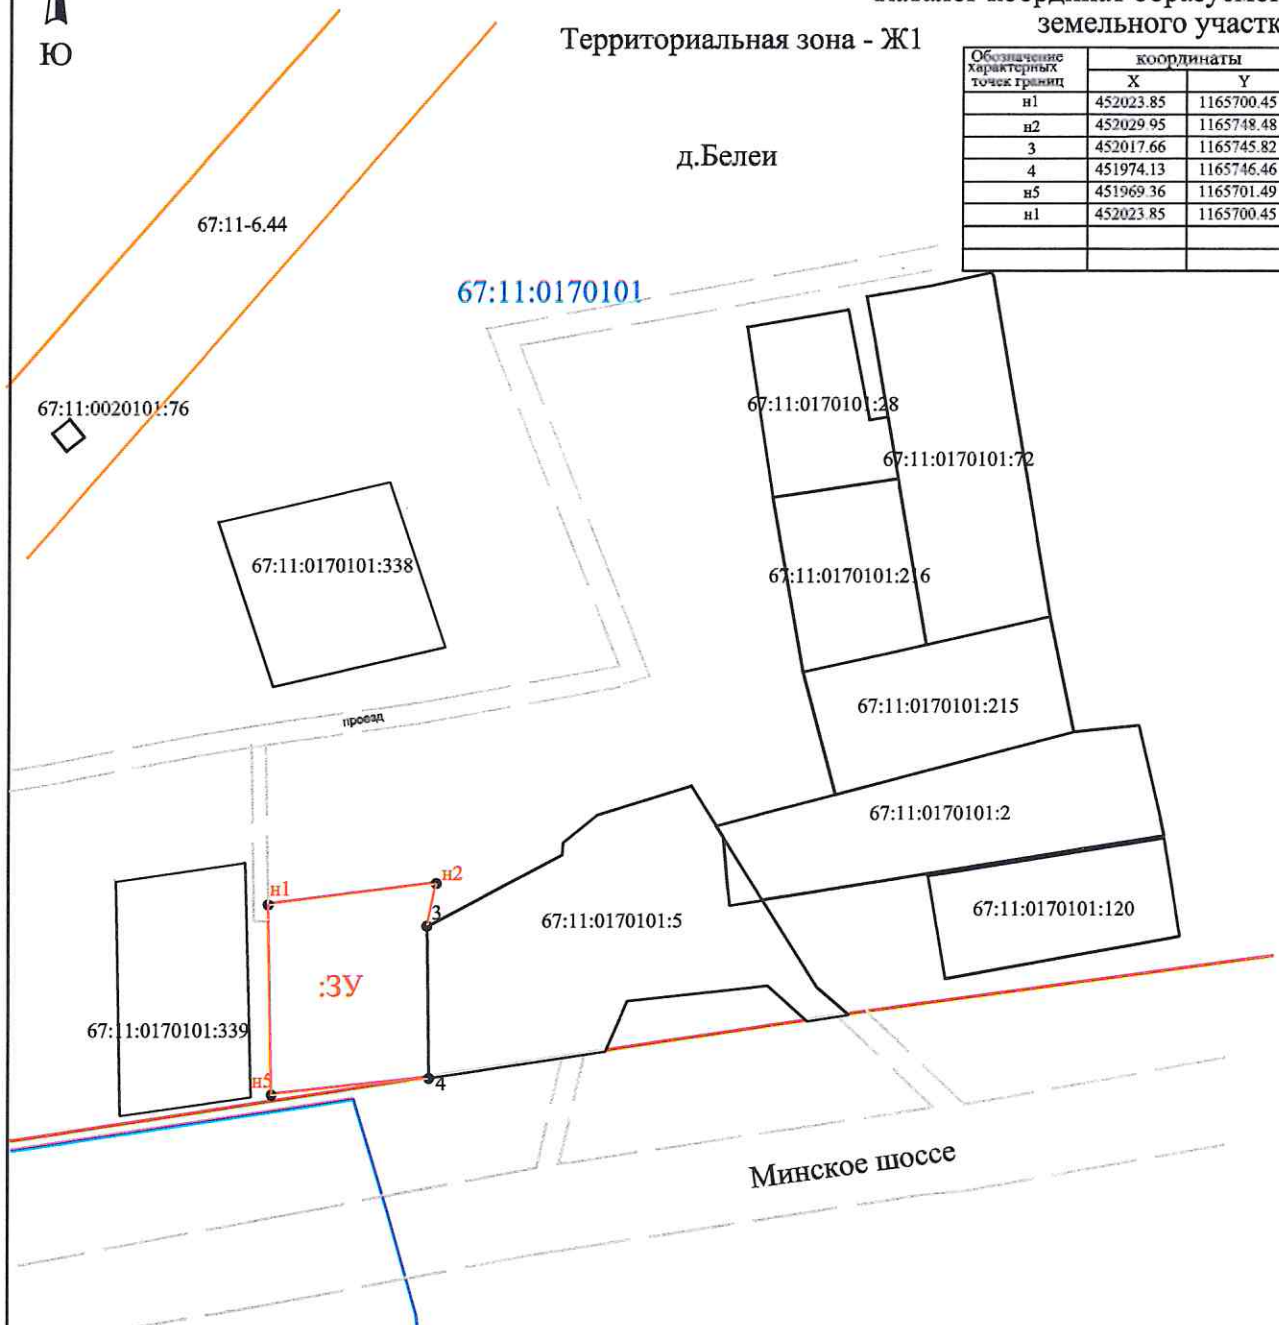 земельного участк
Территориальная зона - Ж1
Ю
Обозначение характерных точек границ
координаты
X Y
н1 452023.85 1165700.45
н2 452029.95 1165748.48
3 452017.66 1165745.82
4 451974.13 1165746.46
н5 451969.36 1165701.49
н1 452023.85 1165700.45
д.Белеи
67:11-6.44
67:11:0170101
67:11:0020101:76
67:11:0170101:28
67:11:0170101:72
67:11:0170101:338
67:11:0170101:216
67:11:0170101:215
проезд
67:11:0170101:2
н2
н1
3
67:11:0170101:120
67:11:0170101:5
:ЗУ
67:11:0170101:339
н5
4
Минское шоссе